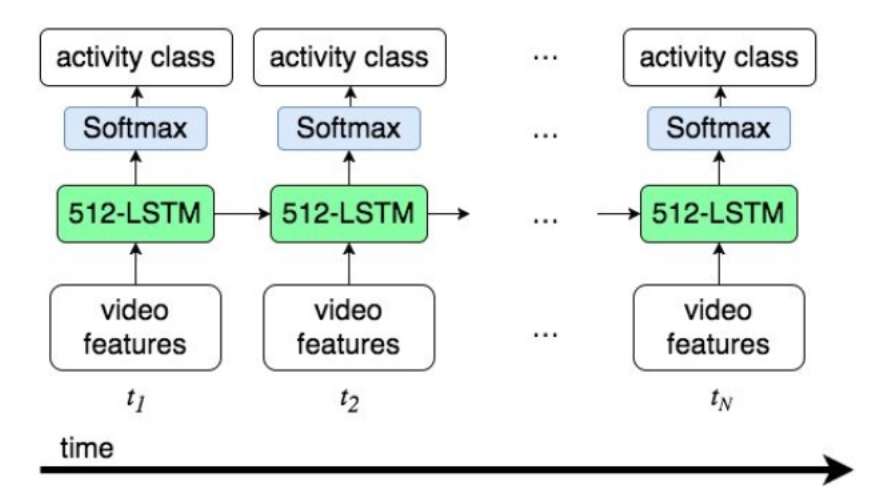 activity class activity class ... activity class
Softmax Softmax ... Softmax
512-LSTM 512-LSTM ... 512-LSTM
video video video
features features ... features
t1 t2 tN
time